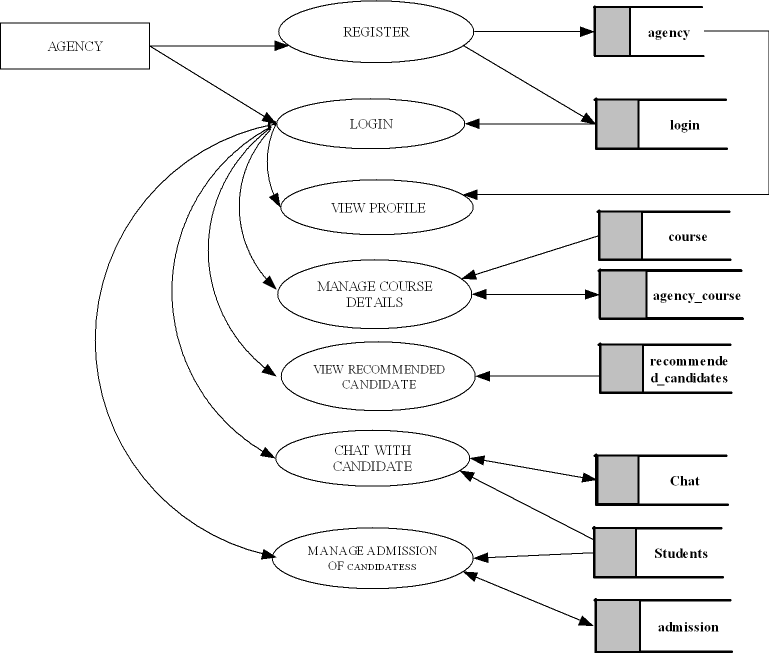 AGENCY
REGISTER
agency
LOGIN
login
VIEW PROFILE
course
MANAGE COURSE
DETAILS
agency_course
VIEW RECOMMENDED
CANDIDATE
recommende
d_candidates
CHAT WITH
CANDIDATE
Chat
MANAGE ADMISSION
OF CANDIDATESS
Students
admission